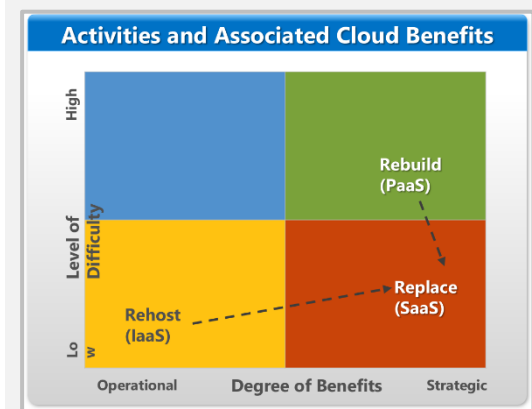 Activities and Associated Cloud Benefits
High
Level of
Difficulty
Lo
w
Rebuild
(PaaS)
Replace
(SaaS)
Rehost
(IaaS)
Operational
Degree of Benefits
Strategic